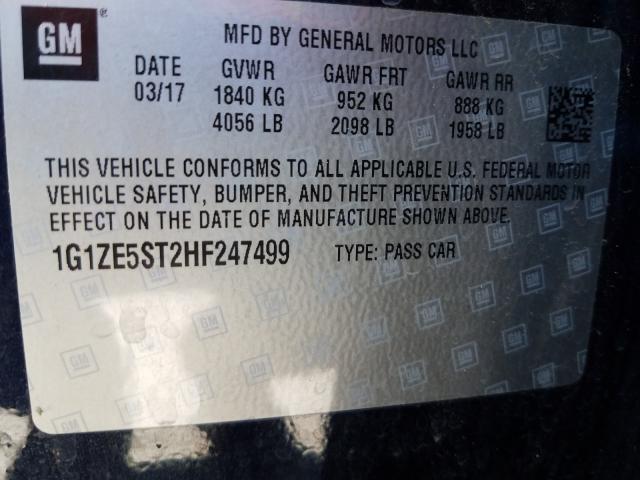 GM ®
MFD BY GENERAL MOTORS LLC
DATE GVWR GAWR FRT GAWR RR
03/17 1840 KG 952 KG 888 KG
4056 LB 2098 LB 1958 LB
THIS VEHICLE CONFORMS TO ALL APPLICABLE U.S. FEDERAL MOTOR
VEHICLE SAFETY, BUMPER, AND THEFT PREVENTION STANDARDS IN
EFFECT ON THE DATE OF MANUFACTURE SHOWN ABOVE.
1G1ZE5ST2HF247499 TYPE: PASS CAR